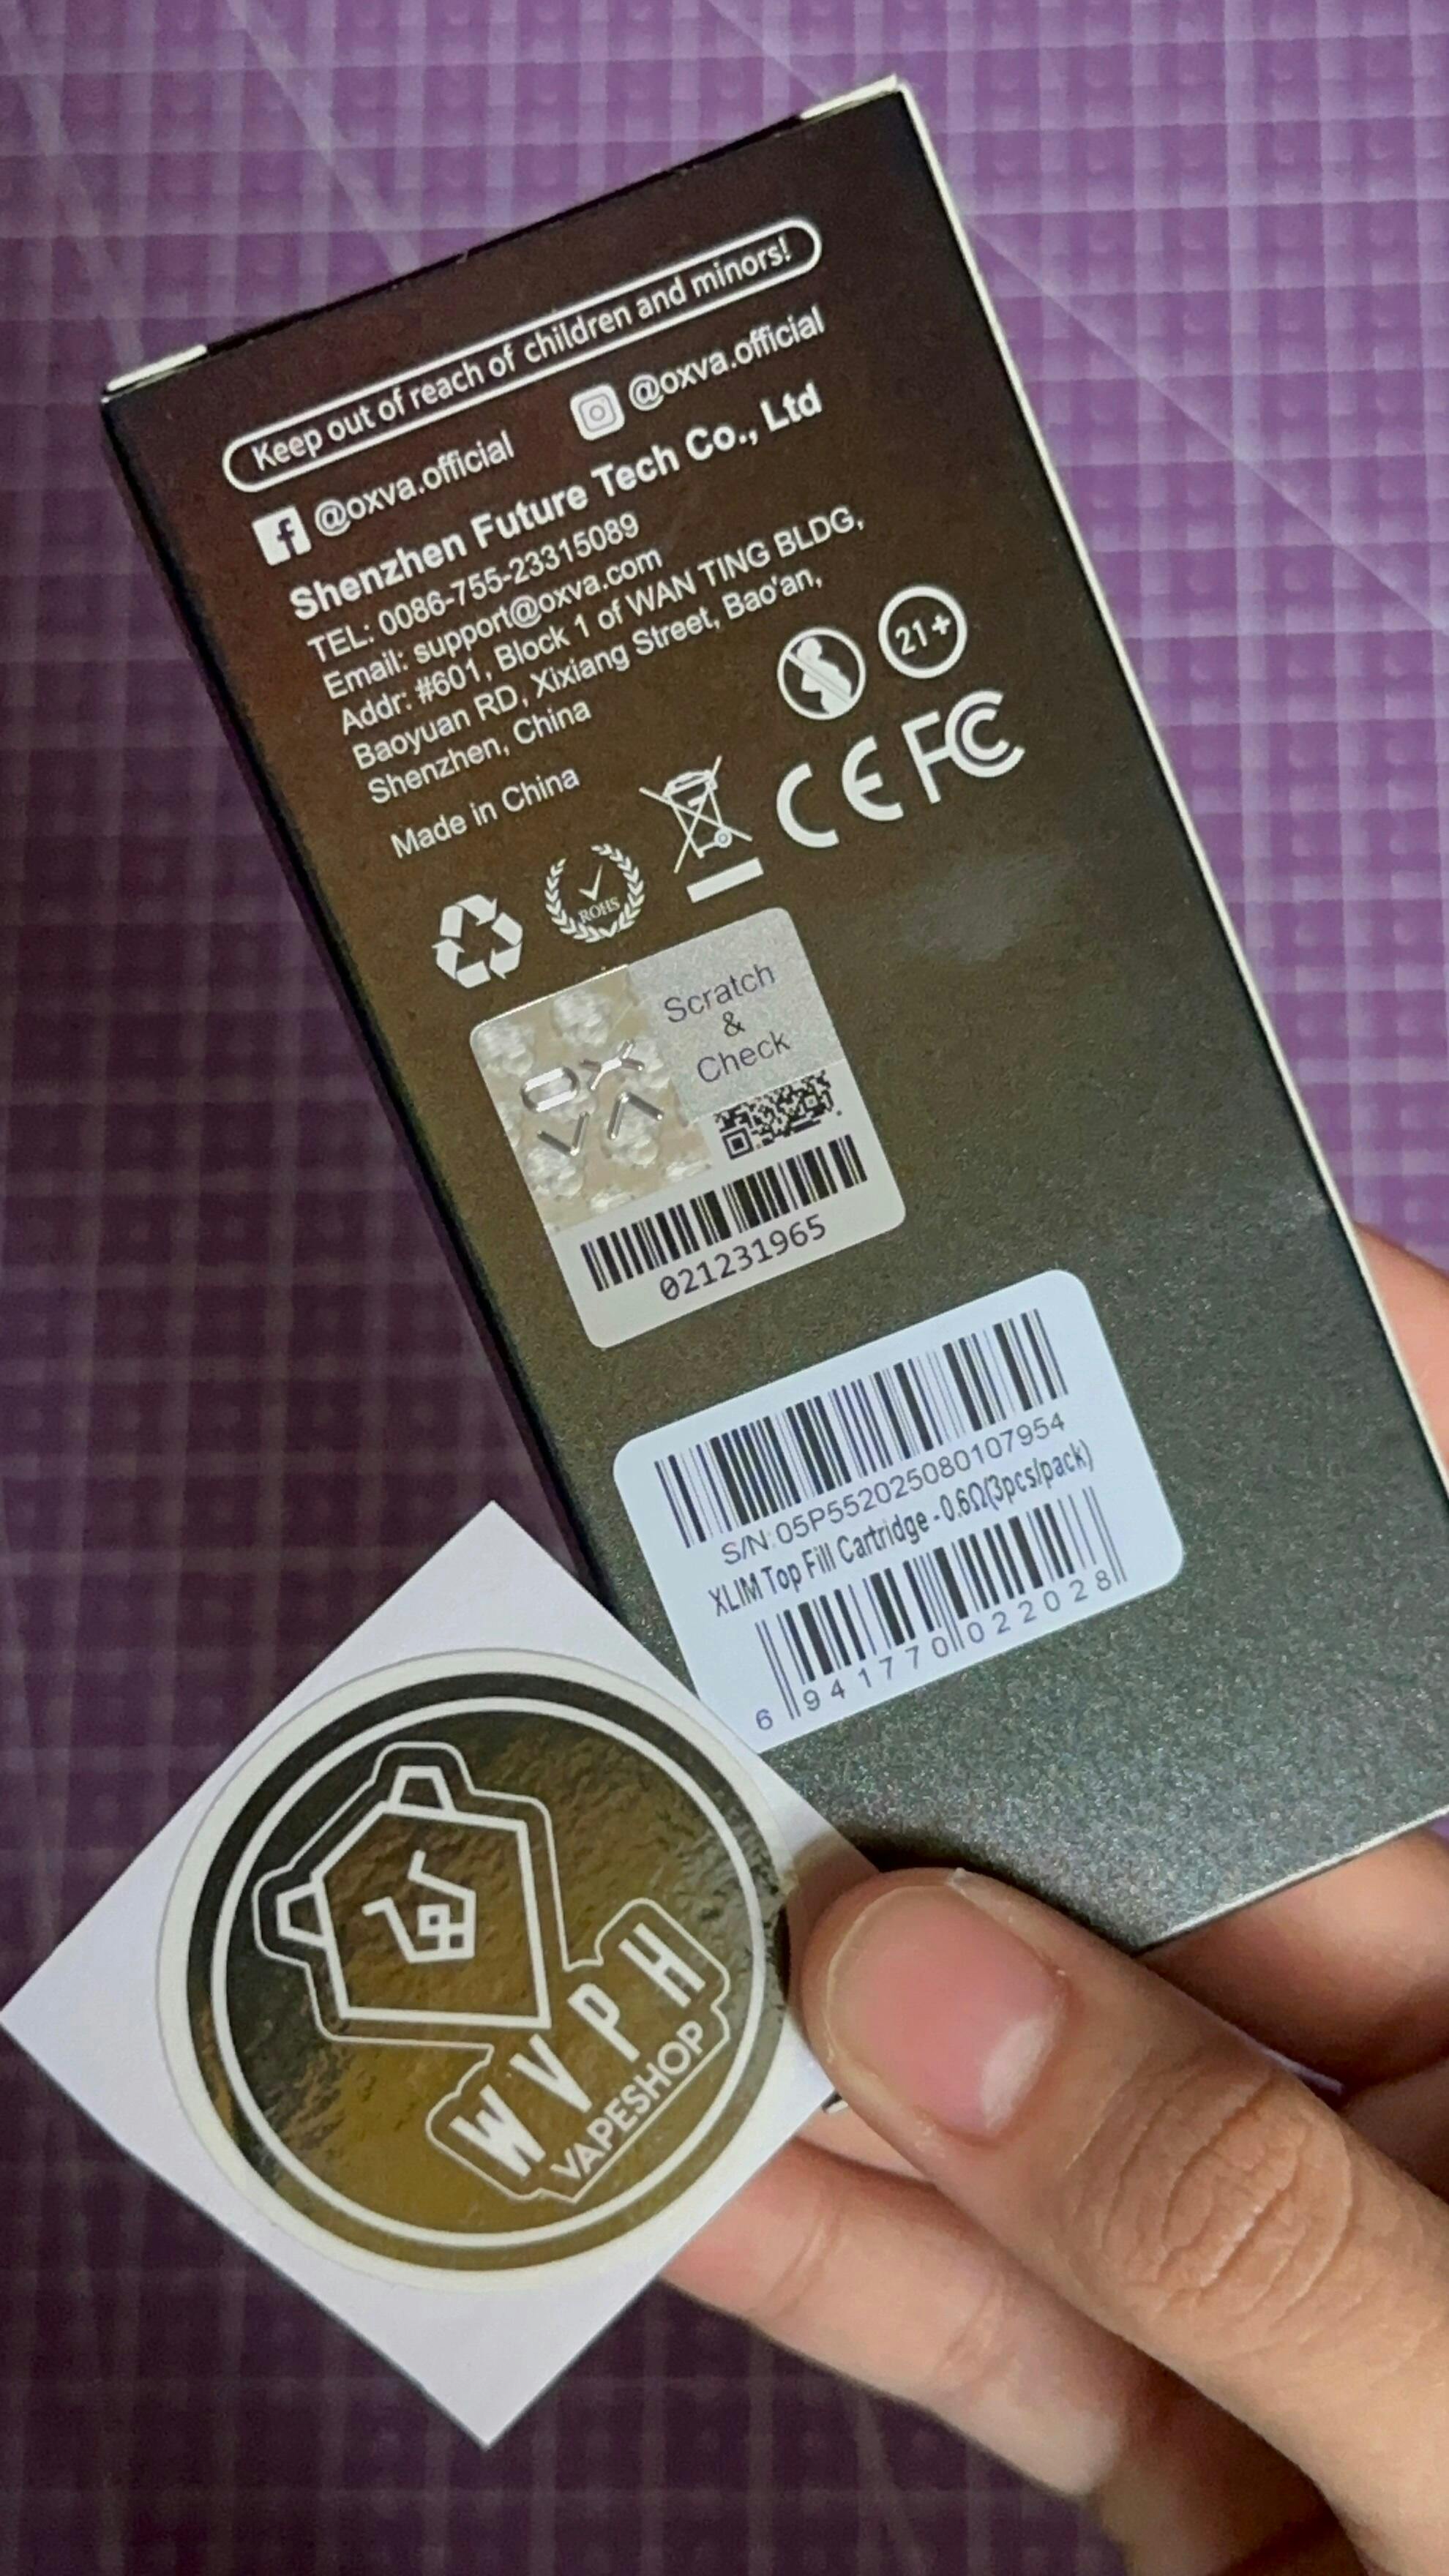 Keep out of reach of children and minors!
@oxva.official @oxva.official
Shenzhen Future Tech Co., Ltd
TEL: 0086-755-23315089
Email: support@oxva.com
Addr: #601, Block 1 of WAN TING BLDG,
Baoyuan RD, Xixiang Street, Bao'an,
Shenzhen, China
Made in China
21+
CE FC
ROHS
OX
VA
Scratch
&
Check
021231965
S/N:05P552025080107954
XLIM Top Fill Cartridge - 0.6Ω(3pcs/pack)
6 941770 022028
WVPH
VAPESHOP